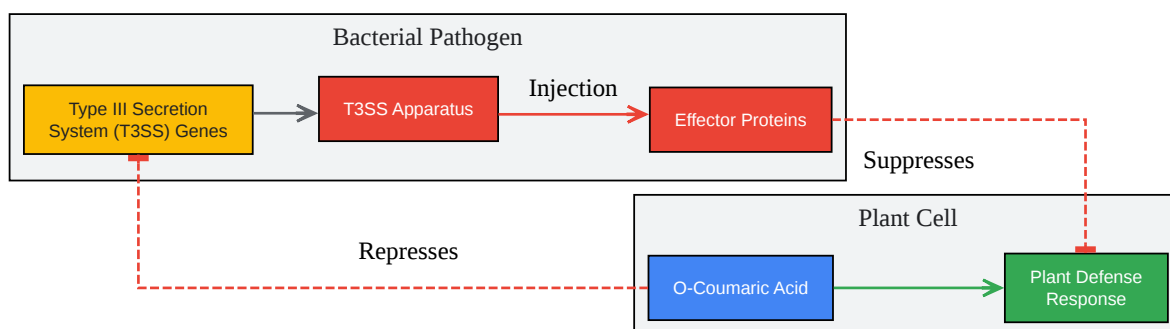 Bacterial Pathogen
Type III Secretion
System (T3SS) Genes
T3SS Apparatus
Injection
Effector Proteins
Suppresses
Plant Cell
Represses
O-Coumaric Acid
Plant Defense
Response